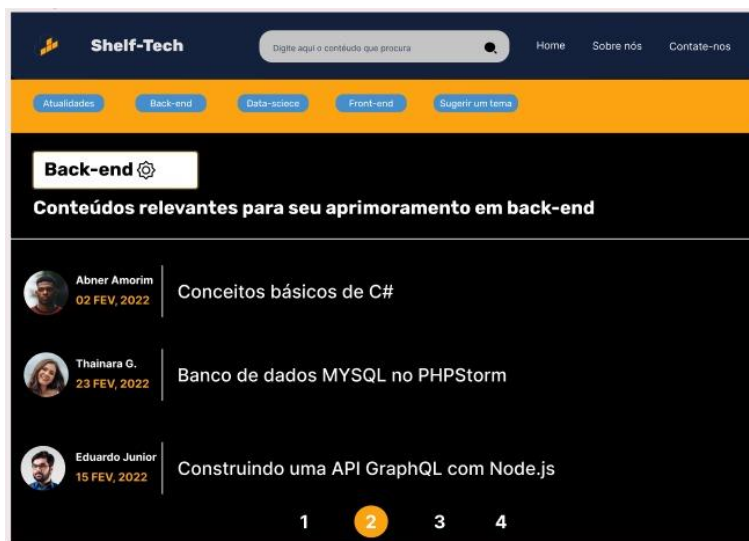 Shelf-Tech
Digite aqui o contéudo que procura
Home Sobre nós Contate-nos
Atualidades Back-end Data-sciece Front-end Sugerir um tema
Back-end
Conteúdos relevantes para seu aprimoramento em back-end
Abner Amorim
02 FEV, 2022
Conceitos básicos de C#
Thainara G.
23 FEV, 2022
Banco de dados MYSQL no PHPStorm
Eduardo Junior
15 FEV, 2022
Construindo uma API GraphQL com Node.js
1 2 3 4